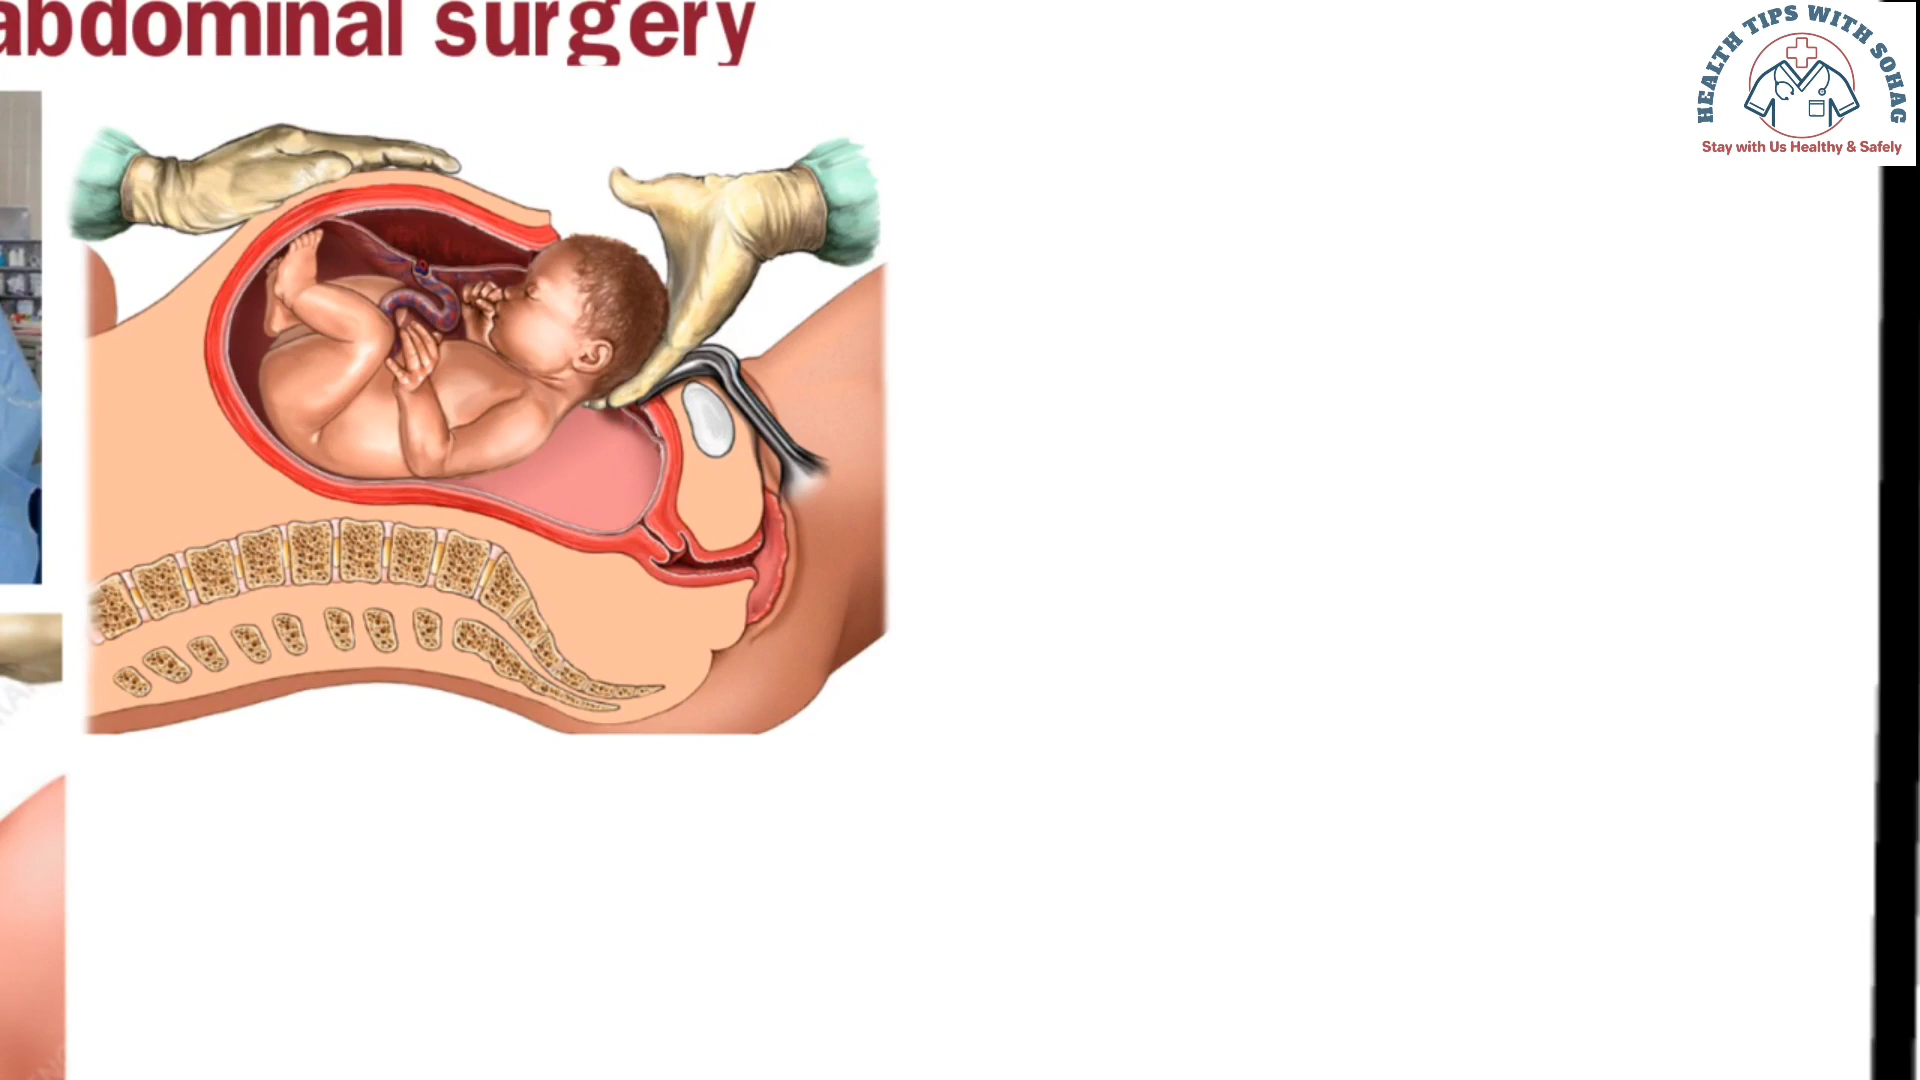 abdominal surgery
HEALTH TIPS WITH SOHAG
Stay with Us Healthy & Safely